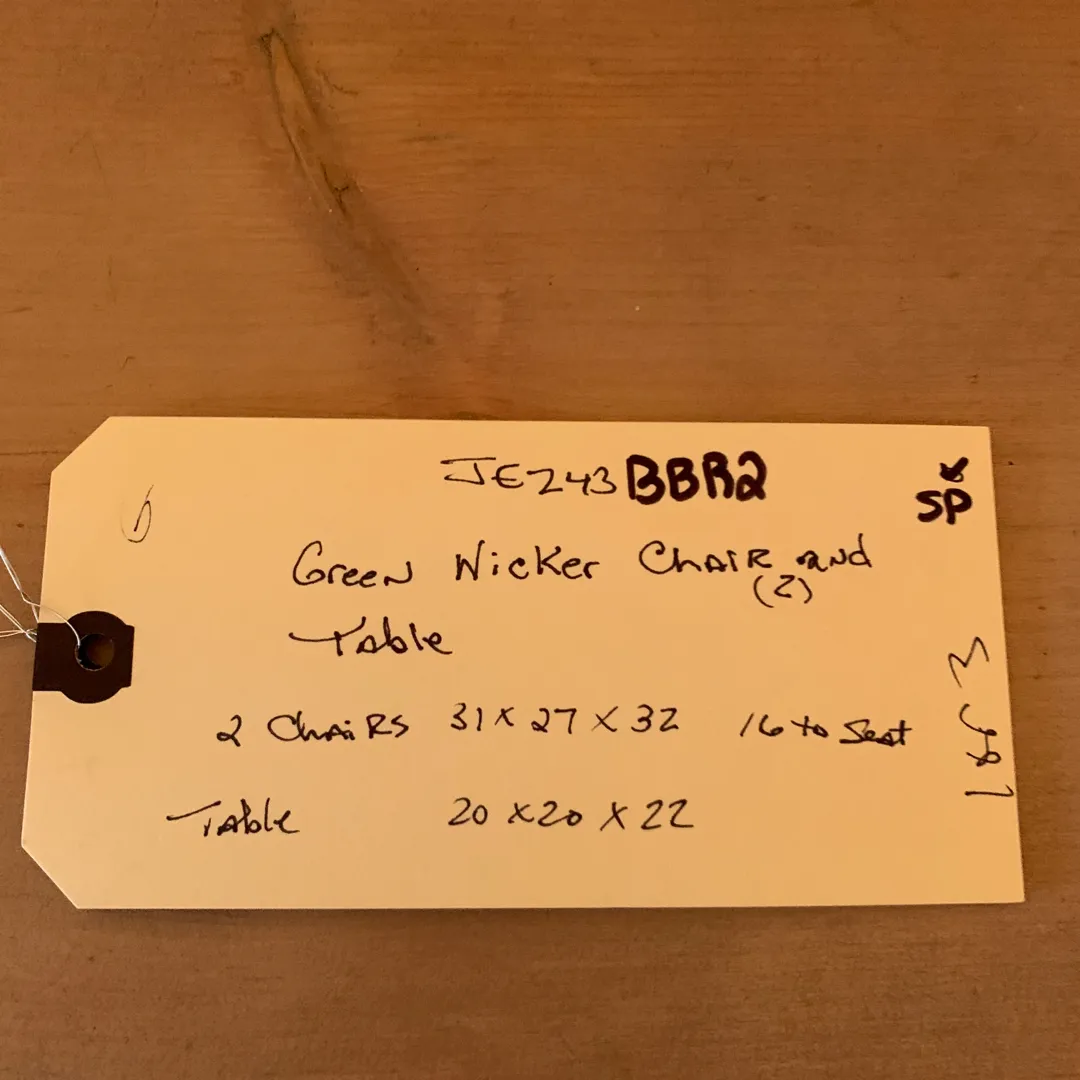 JEZ43 BBR2
SP
Green Wicker Chair and
(2)
Table
2 Chairs 31 x 27 x 32 16 to Seat
Table 20 x 20 x 22